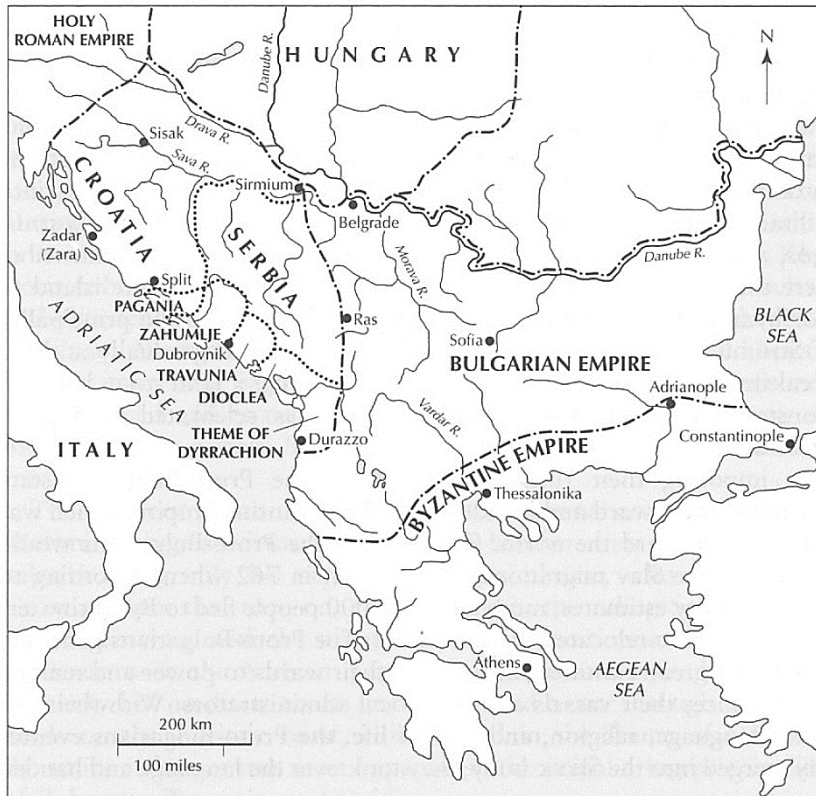 HOLY
ROMAN EMPIRE
HUNGARY
N
Danube R.
Drava R.
Sisak
Sava R.
Sirmium
Belgrade
CROATIA
SERBIA
Zadar
(Zara)
Morava R.
Danube R.
Split
PAGANIA
Ras
BLACK
SEA
ZAHUMLJE
Sofia
Dubrovnik
BULGARIAN EMPIRE
TRAVUNIA
DIOCLEA
Adrianople
ADRIATIC SEA
Vardar R.
THEME OF
DYRRACHION
Durazzo
Constantinople
ITALY
BYZANTINE EMPIRE
Thessalonika
Athens
AEGEAN
SEA
200 km
100 miles